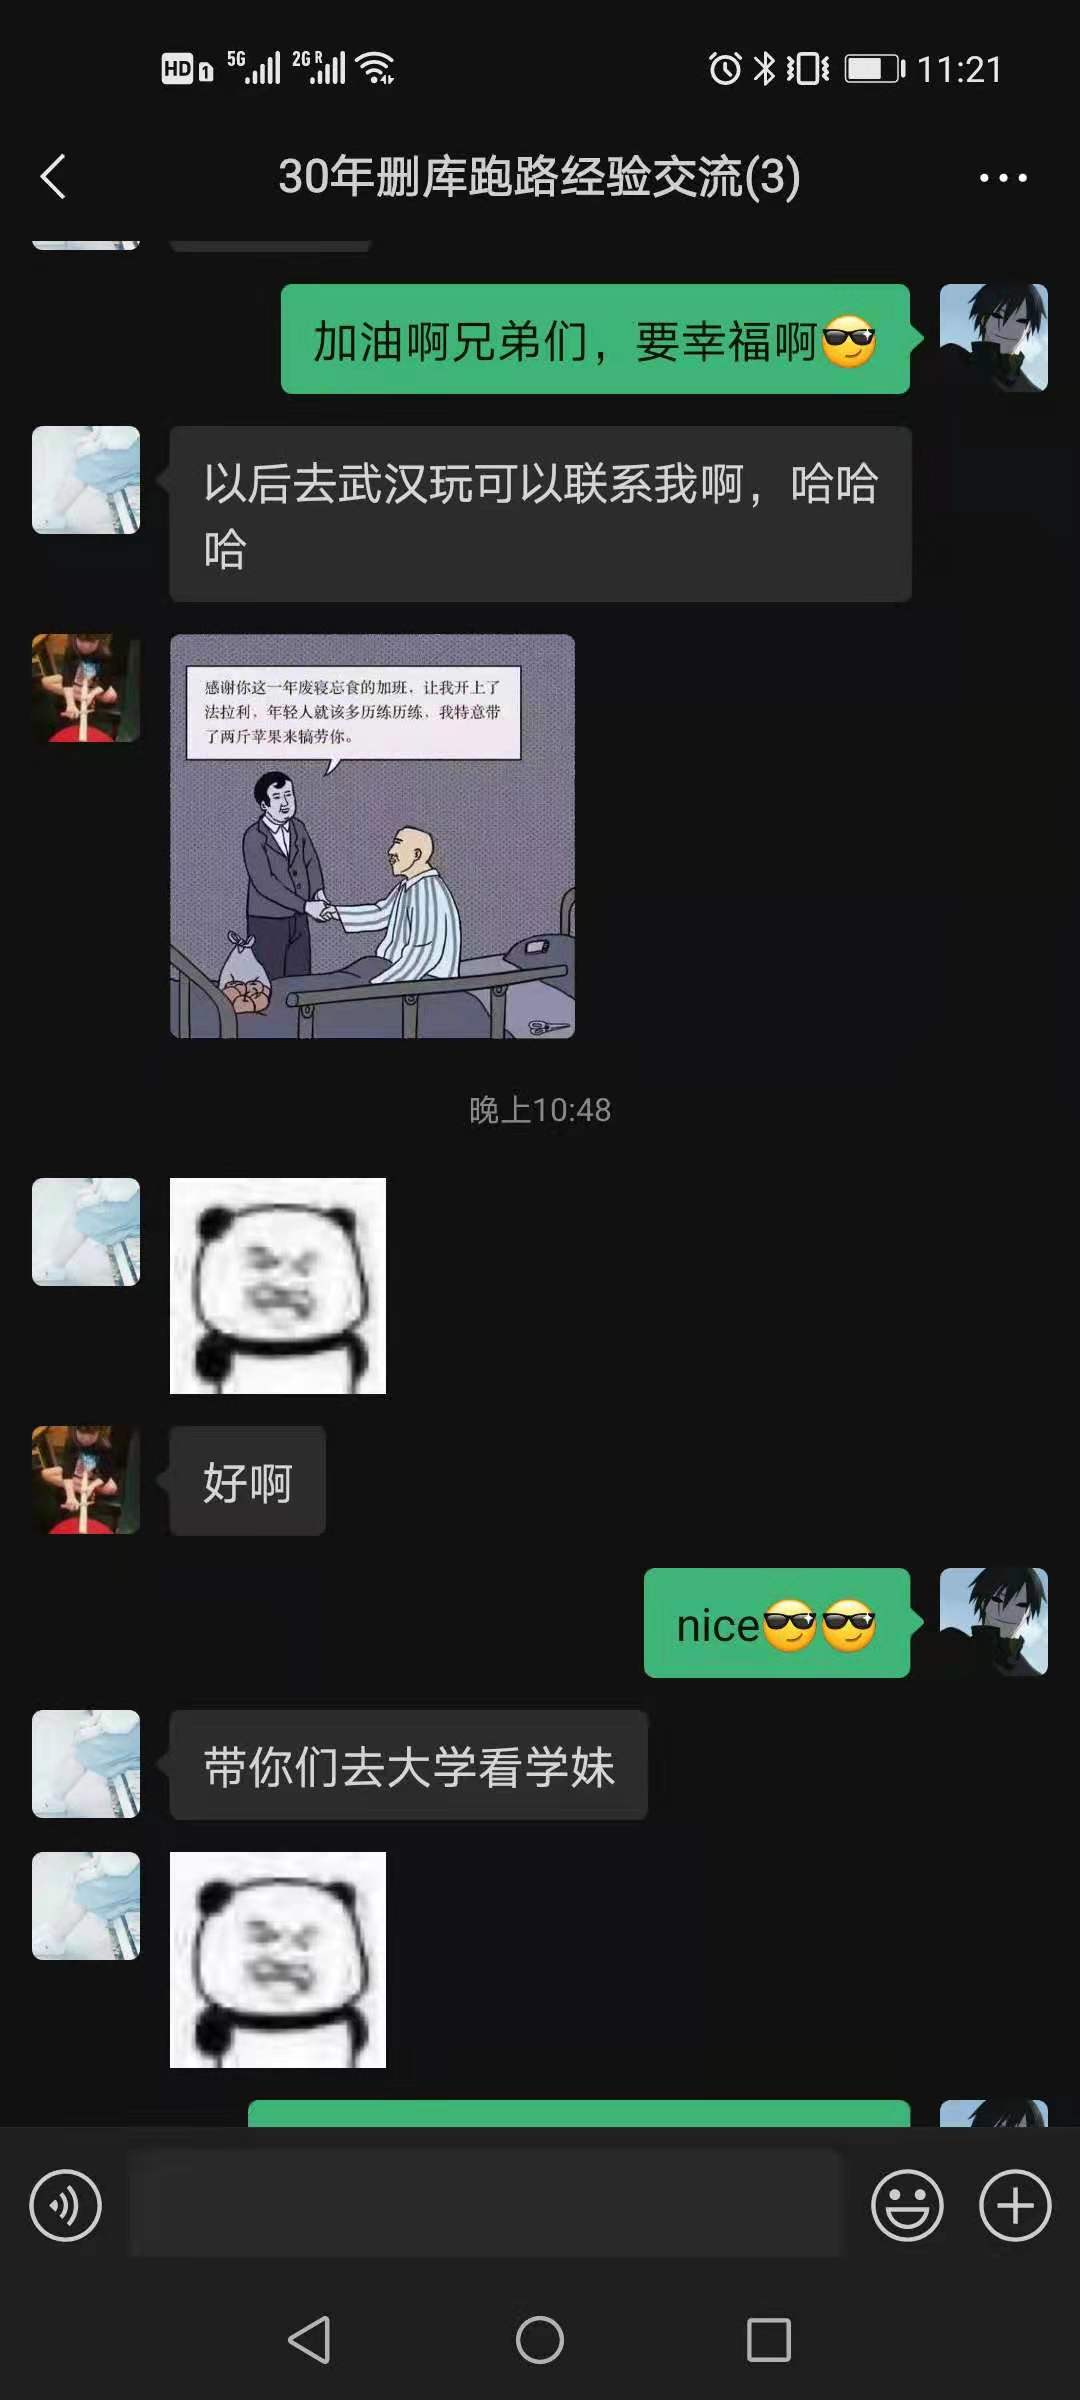 HD 1 5G 2G R 11:21
30年删库跑路经验交流(3)
加油啊兄弟们，要幸福啊😎
以后去武汉玩可以联系我啊，哈哈
哈
感谢你这一年废寝忘食的加班，让我开上了
法拉利，年轻人就该多历练历练，我特意带
了两斤苹果来犒劳你。
晚上10:48
好啊
nice😎😎
带你们去大学看学妹